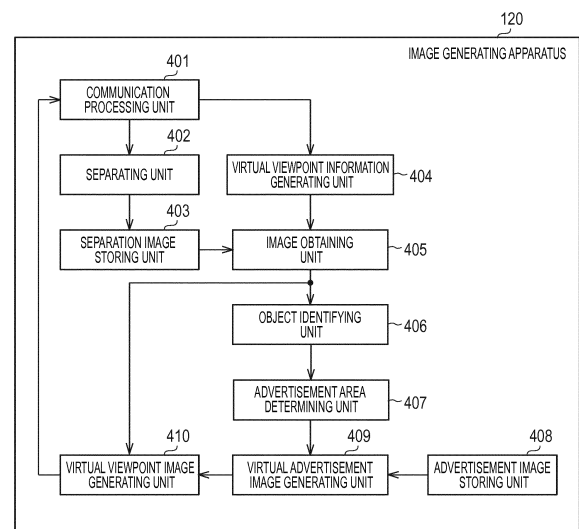 120
IMAGE GENERATING APPARATUS
401
COMMUNICATION
PROCESSING UNIT
402
SEPARATING UNIT
VIRTUAL VIEWPOINT INFORMATION
GENERATING UNIT
404
403
SEPARATION IMAGE
STORING UNIT
IMAGE OBTAINING
UNIT
405
OBJECT IDENTIFYING
UNIT
406
ADVERTISEMENT AREA
DETERMINING UNIT
407
410
VIRTUAL VIEWPOINT IMAGE
GENERATING UNIT
409
VIRTUAL ADVERTISEMENT
IMAGE GENERATING UNIT
408
ADVERTISEMENT IMAGE
STORING UNIT